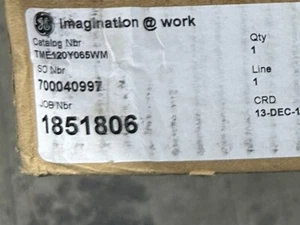 imagination @ work
Catalog Nbr
TME120Y065WM
Qty
1
SO Nbr
700040997
Line
1
JOB Nbr
1851806
CRD
13-DEC-1